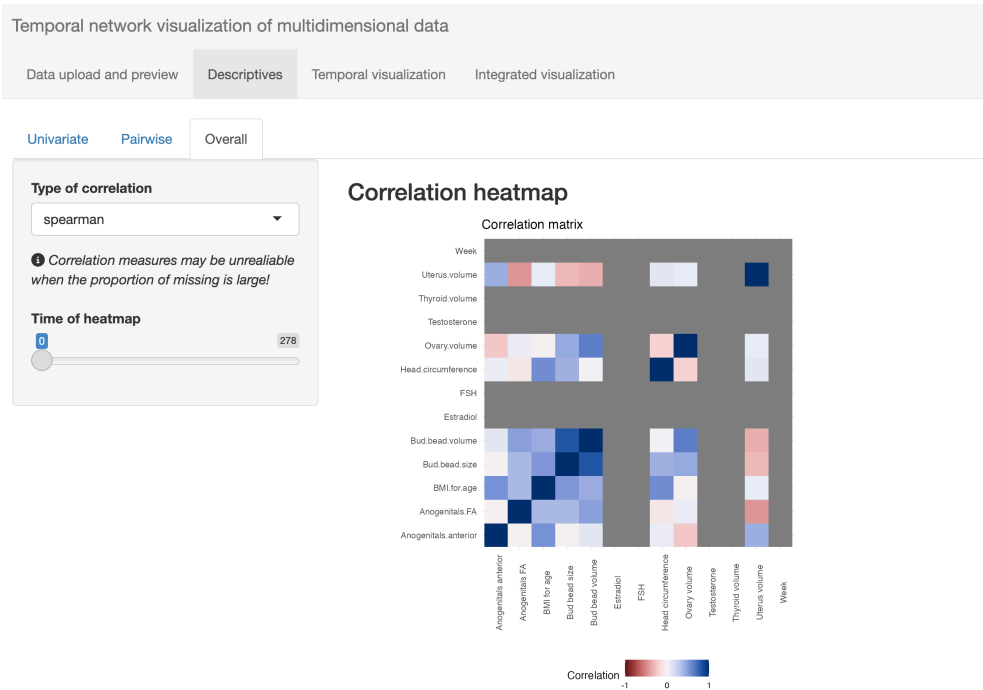 Temporal network visualization of multidimensional data
Data upload and preview
Descriptives
Temporal visualization
Integrated visualization
Univariate
Pairwise
Overall
Type of correlation
spearman
Correlation measures may be unrealiable
when the proportion of missing is large!
Time of heatmap
0
278
Correlation heatmap
Correlation matrix
Week
Uterus.volume
Thyroid.volume
Testosterone
Ovary.volume
Head.circumference
FSH
Estradiol
Bud.bead.volume
Bud.bead.size
BMI.for.age
Anogenitals.FA
Anogenitals.anterior
Anogenitals anterior
Anogenitals FA
BMI for age
Bud bead size
Bud bead volume
Estradiol
FSH
Head circumference
Ovary volume
Testosterone
Thyroid volume
Uterus volume
Week
Correlation
-1
0
1